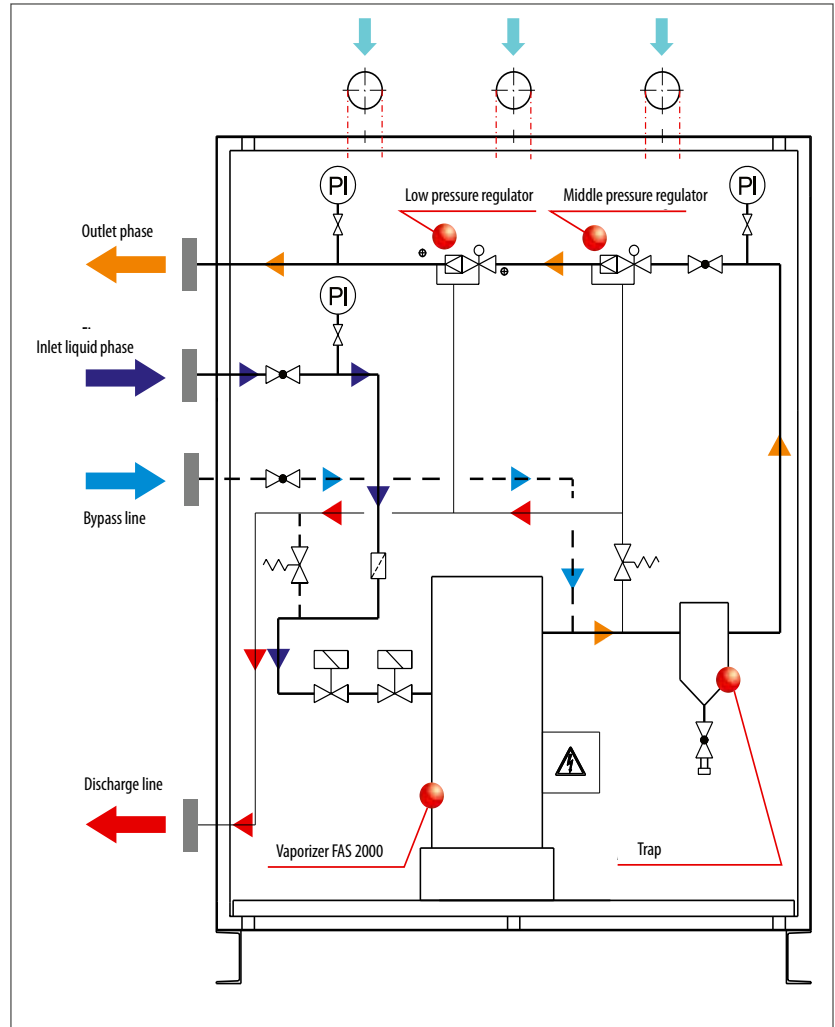 PI
Low pressure regulator
Middle pressure regulator
PI
Outlet phase
PI
Inlet liquid phase
Bypass line
Discharge line
Vaporizer FAS 2000
Trap